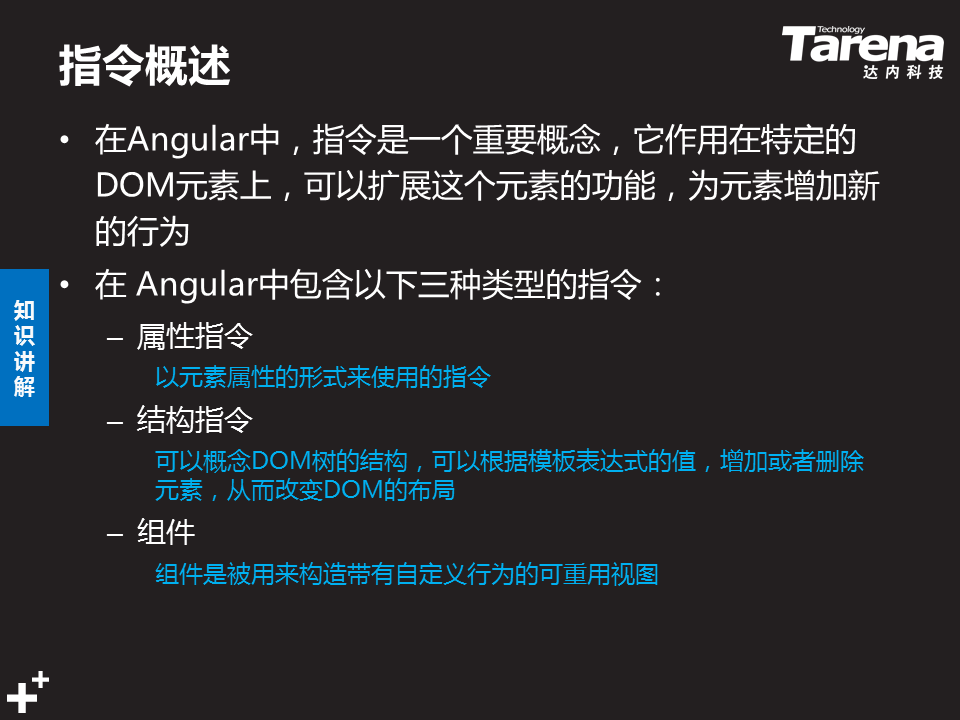 指令概述
Technology
Tarena
达内科技
• 在Angular中，指令是一个重要概念，它作用在特定的
DOM元素上，可以扩展这个元素的功能，为元素增加新
的行为
• 在 Angular中包含以下三种类型的指令：
– 属性指令
以元素属性的形式来使用的指令
– 结构指令
可以概念DOM树的结构，可以根据模板表达式的值，增加或者删除
元素，从而改变DOM的布局
– 组件
组件是被用来构造带有自定义行为的可重用视图
知
识
讲
解